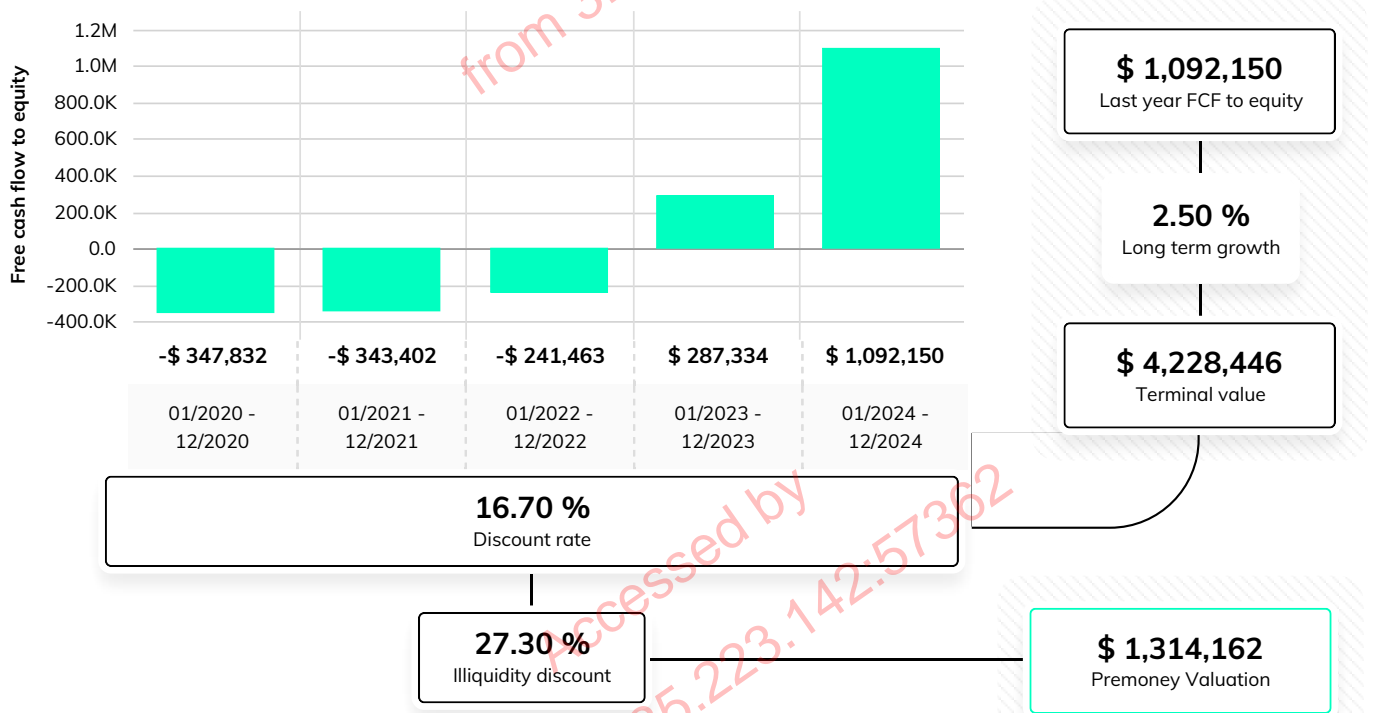 Free cash flow to equity
1.2M
1.0M
800.0K
600.0K
400.0K
200.0K
0.0
-200.0K
-400.0K
-$ 347,832
-$ 343,402
-$ 241,463
$ 287,334
$ 1,092,150
01/2020 -
12/2020
01/2021 -
12/2021
01/2022 -
12/2022
01/2023 -
12/2023
01/2024 -
12/2024
$ 1,092,150
Last year FCF to equity
2.50 %
Long term growth
$ 4,228,446
Terminal value
16.70 %
Discount rate
27.30 %
Illiquidity discount
$ 1,314,162
Premoney Valuation
from
Accessed by
5.223.142:57362